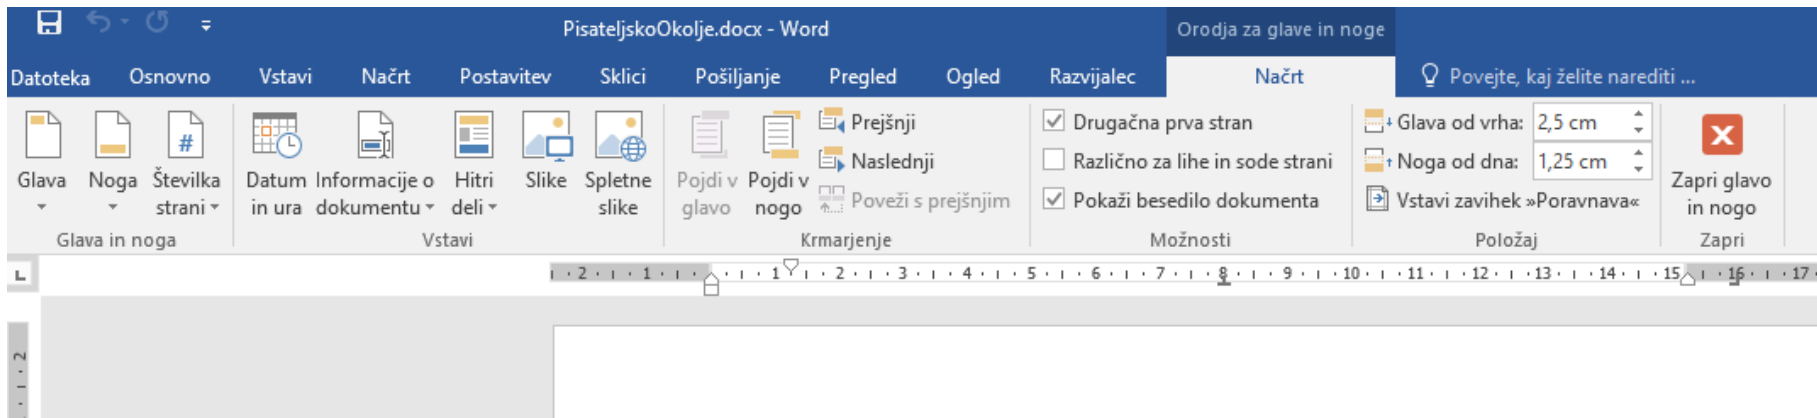 PisateljskoOkolje.docx - Word
Orodja za glave in noge
Datoteka Osnovno Vstavi Načrt Postavitev Sklici Pošiljanje Pregled Ogled Razvijalec Načrt Povejte, kaj želite narediti ...
Glava
Noga
Številka
strani
Glava in noga
Datum
in ura
Informacije o
dokumentu
Hitri
deli
Slike
Spletne
slike
Vstavi
Pojdi v
glavo
Pojdi v
nogo
Prejšnji
Naslednji
Poveži s prejšnjim
Krmarjenje
Drugačna prva stran
Različno za lihe in sode strani
Pokaži besedilo dokumenta
Možnosti
Glava od vrha: 2,5 cm
Noga od dna: 1,25 cm
Vstavi zavihek »Poravnava«
Položaj
Zapri glavo
in nogo
Zapri
2 1 1 2 3 4 5 6 7 8 9 10 11 12 13 14 15 16 17
2